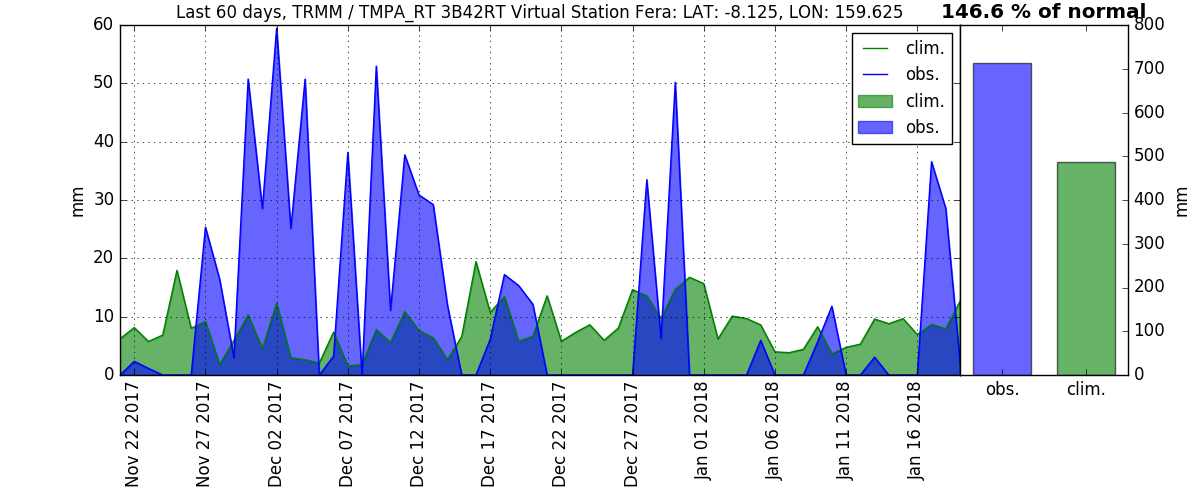 Last 60 days, TRMM / TMPA_RT 3B42RT Virtual Station Fera: LAT: -8.125, LON: 159.625
146.6 % of normal
60
50
40
30
20
10
0
mm
clim.
obs.
clim.
obs.
800
700
600
500
400
300
200
100
0
mm
obs.
clim.
Nov 22 2017
Nov 27 2017
Dec 02 2017
Dec 07 2017
Dec 12 2017
Dec 17 2017
Dec 22 2017
Dec 27 2017
Jan 01 2018
Jan 06 2018
Jan 11 2018
Jan 16 2018